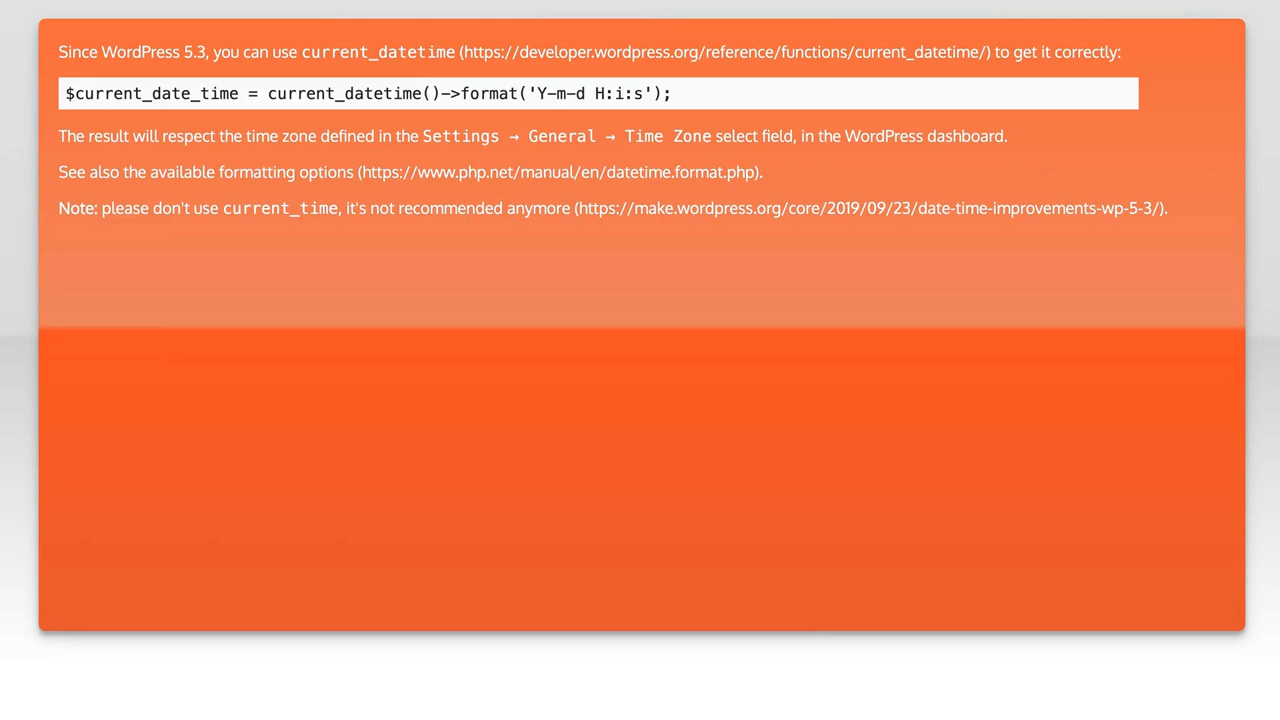 Since WordPress 5.3, you can use current_datetime (https://developer.wordpress.org/reference/functions/current_datetime/) to get it correctly:
$current_date_time = current_datetime()->format('Y-m-d H:i:s');
The result will respect the time zone defined in the Settings → General → Time Zone select field, in the WordPress dashboard.
See also the available formatting options (https://www.php.net/manual/en/datetime.format.php).
Note: please don't use current_time, it's not recommended anymore (https://make.wordpress.org/core/2019/09/23/date-time-improvements-wp-5-3/).